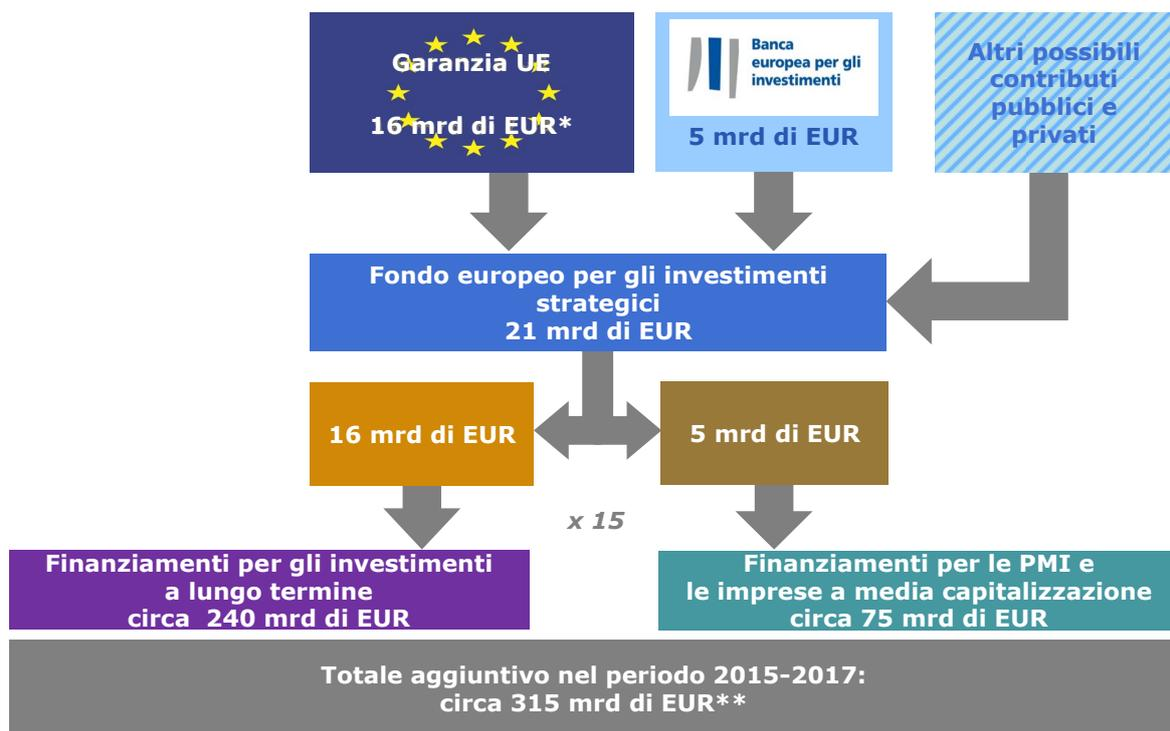 Garanzia UE
16 mrd di EUR*
Banca
europea per gli
investimenti
5 mrd di EUR
Altri possibili
contributi
pubblici e
privati
Fondo europeo per gli investimenti
strategici
21 mrd di EUR
16 mrd di EUR
5 mrd di EUR
x 15
Finanziamenti per gli investimenti
a lungo termine
circa 240 mrd di EUR
Finanziamenti per le PMI e
le imprese a media capitalizzazione
circa 75 mrd di EUR
Totale aggiuntivo nel periodo 2015-2017:
circa 315 mrd di EUR**